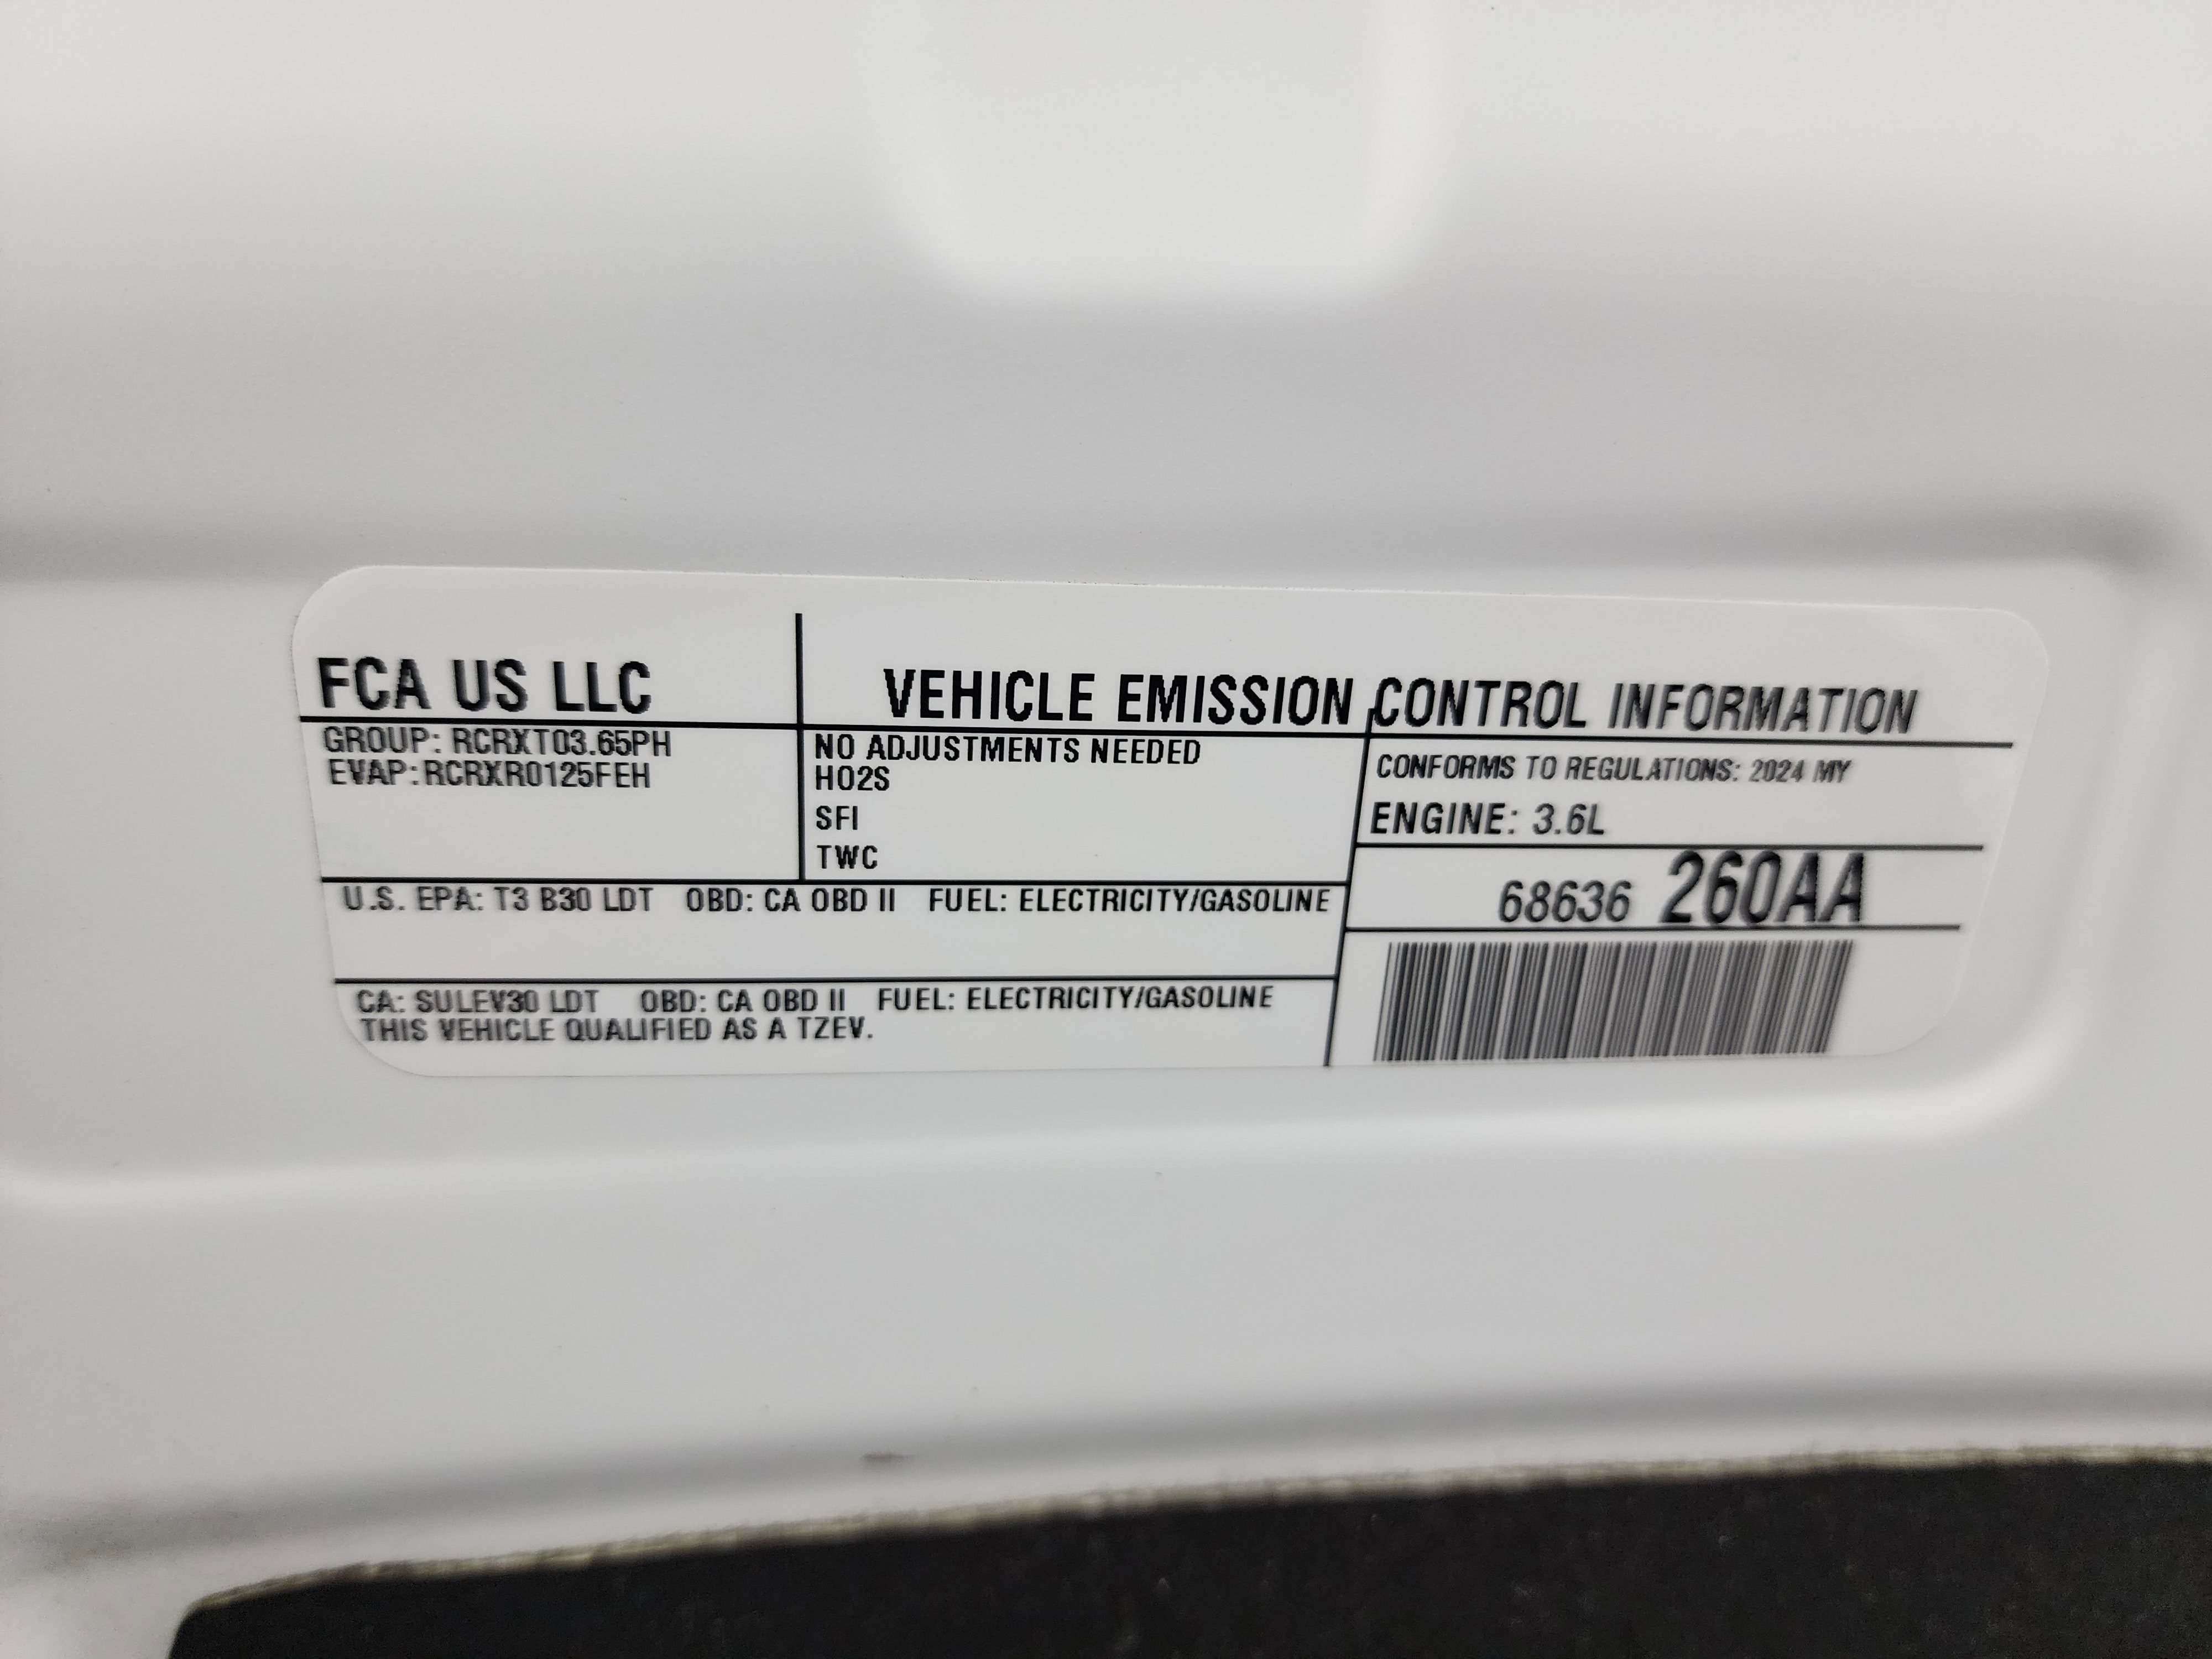 FCA US LLC
VEHICLE EMISSION CONTROL INFORMATION
GROUP: RCRXT03.65PH
EVAP:RCRXR0125FEH
NO ADJUSTMENTS NEEDED
HO2S
SFI
TWC
CONFORMS TO REGULATIONS: 2024 MY
ENGINE: 3.6L
68636 260AA
U.S. EPA: T3 B30 LDT OBD: CA OBD II FUEL: ELECTRICITY/GASOLINE
CA: SULEV30 LDT OBD: CA OBD II FUEL: ELECTRICITY/GASOLINE
THIS VEHICLE QUALIFIED AS A TZEV.